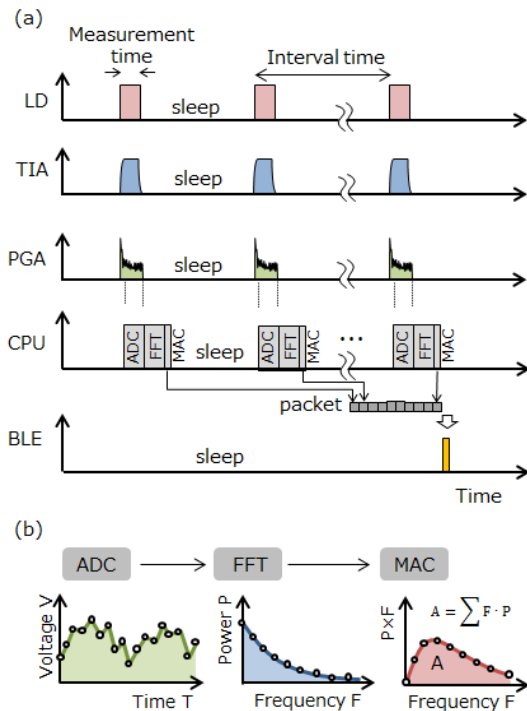 (a)
Measurement
time
Interval time
LD
sleep
TIA
sleep
PGA
sleep
CPU
ADC
FFT
MAC
sleep
ADC
FFT
MAC
...
ADC
FFT
MAC
packet
BLE
sleep
Time
(b)
ADC
FFT
MAC
Voltage V
Time T
Power P
Frequency F
P×F
A = ∑ F · P
A
Frequency F